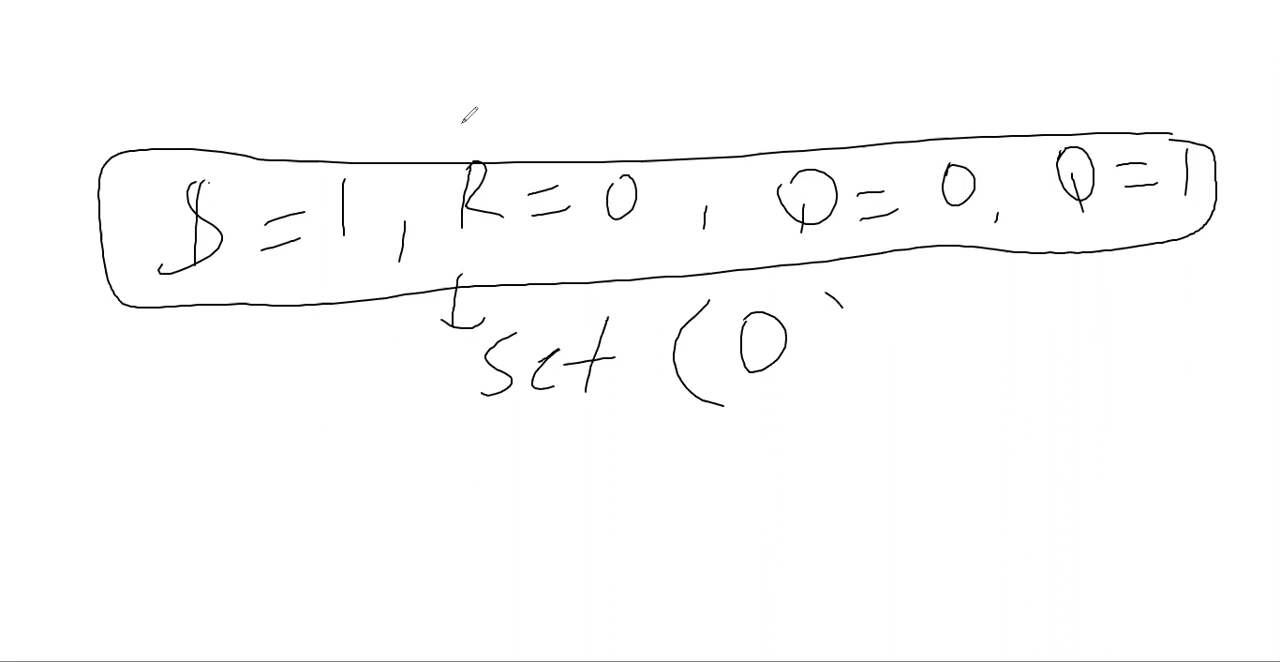 S = 1, R = 0, Q = 0, Q = 1
set (0)